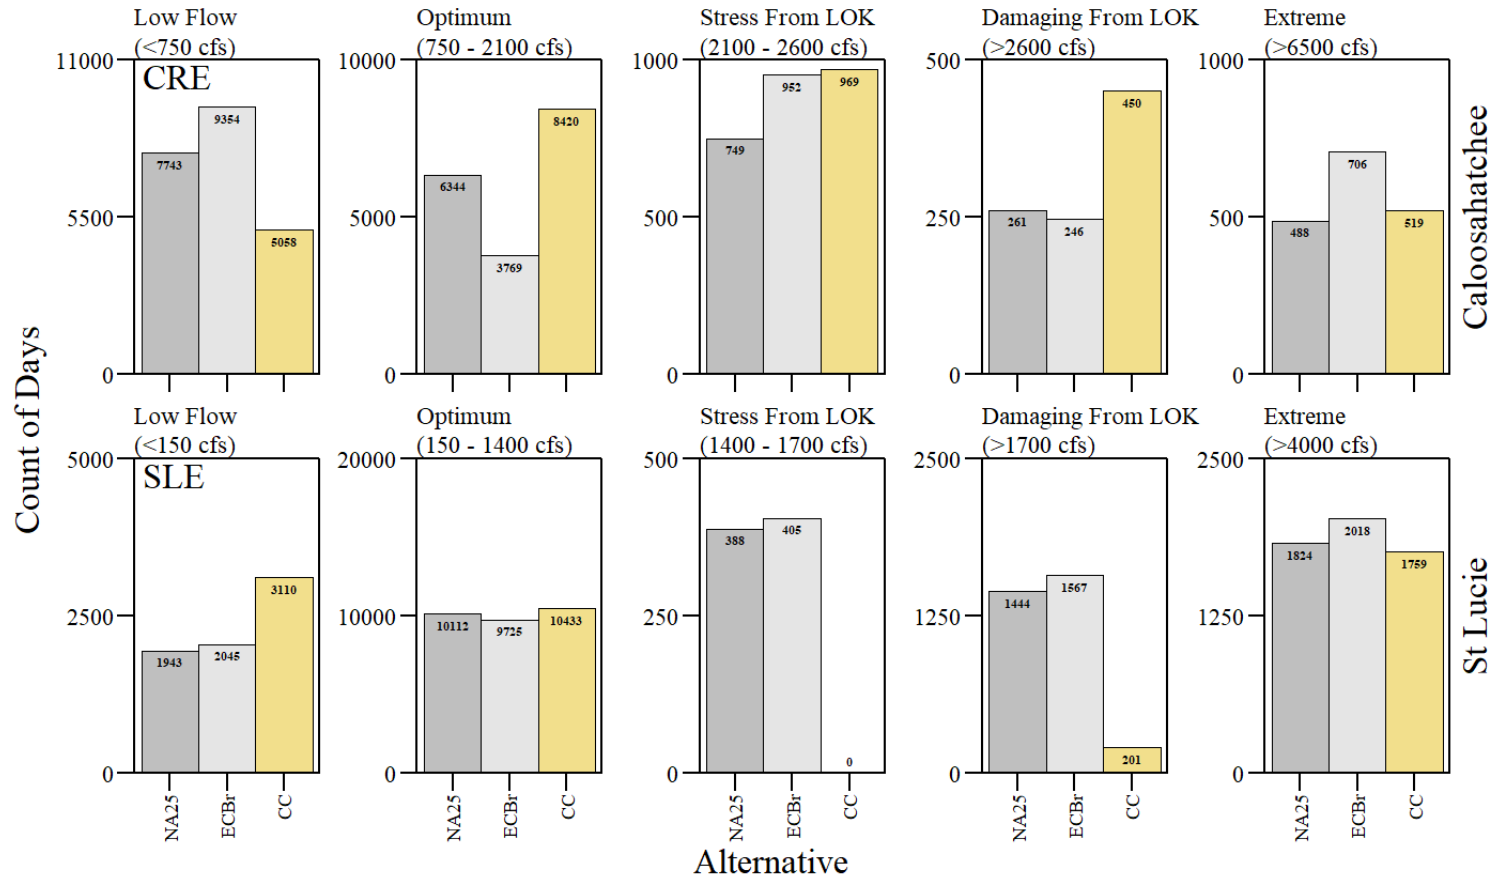 Low Flow
(<750 cfs)
Optimum
(750 - 2100 cfs)
Stress From LOK
(2100 - 2600 cfs)
Damaging From LOK
(>2600 cfs)
Extreme
(>6500 cfs)
11000
5500
0
CRE
7743
9354
5058
10000
5000
0
6344
3769
8420
1000
500
0
749
952
969
500
250
0
261
246
450
1000
500
0
488
706
519
Caloosahatchee
Count of Days
Low Flow
(<150 cfs)
Optimum
(150 - 1400 cfs)
Stress From LOK
(1400 - 1700 cfs)
Damaging From LOK
(>1700 cfs)
Extreme
(>4000 cfs)
5000
2500
0
SLE
1943
2045
3110
20000
10000
0
10112
9725
10433
500
250
0
388
405
0
2500
1250
0
1444
1567
201
2500
1250
0
1824
2018
1759
St Lucie
NA25
ECBr
CC
NA25
ECBr
CC
NA25
ECBr
CC
NA25
ECBr
CC
NA25
ECBr
CC
Alternative